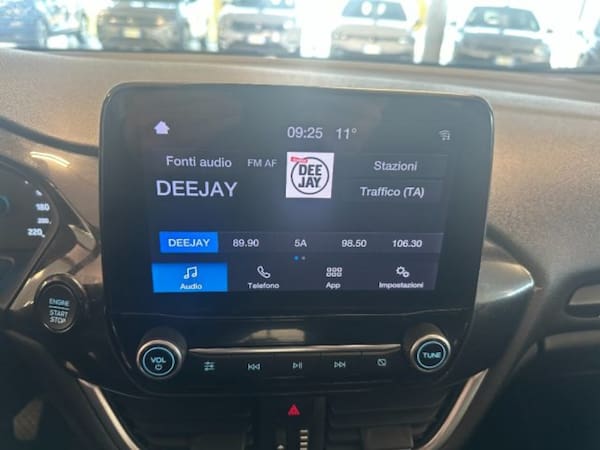 09:25 11°
Fonti audio FM AF
DEE
JAY
Stazioni
DEEJAY
Traffico (TA)
DEEJAY 89.90 5A 98.50 106.30
Audio Telefono App Impostazioni
180
200
220
ENGINE
START
STOP
VOL
TUNE